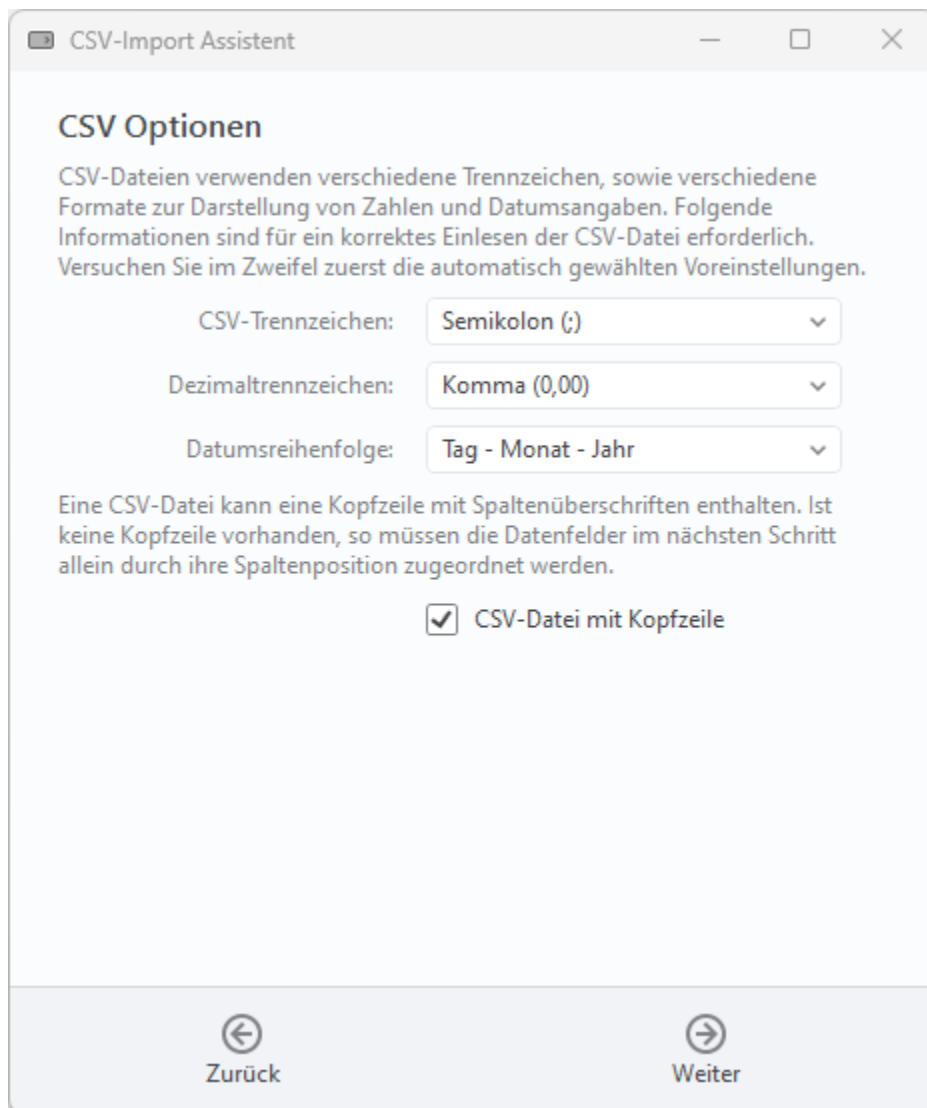 CSV-Import Assistent
CSV Optionen
CSV-Dateien verwenden verschiedene Trennzeichen, sowie verschiedene
Formate zur Darstellung von Zahlen und Datumsangaben. Folgende
Informationen sind für ein korrektes Einlesen der CSV-Datei erforderlich.
Versuchen Sie im Zweifel zuerst die automatisch gewählten Voreinstellungen.
CSV-Trennzeichen: Semikolon (;)
Dezimaltrennzeichen: Komma (0,00)
Datumsreihenfolge: Tag - Monat - Jahr
Eine CSV-Datei kann eine Kopfzeile mit Spaltenüberschriften enthalten. Ist
keine Kopfzeile vorhanden, so müssen die Datenfelder im nächsten Schritt
allein durch ihre Spaltenposition zugeordnet werden.
CSV-Datei mit Kopfzeile
Zurück Weiter